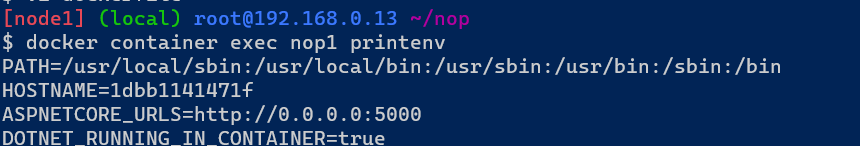 [node1] (local) root@192.168.0.13 ~/nop
$ docker container exec nop1 printenv
PATH=/usr/local/sbin:/usr/local/bin:/usr/sbin:/usr/bin:/sbin:/bin
HOSTNAME=1dbb1141471f
ASPNETCORE_URLS=http://0.0.0.0:5000
DOTNET_RUNNING_IN_CONTAINER=true